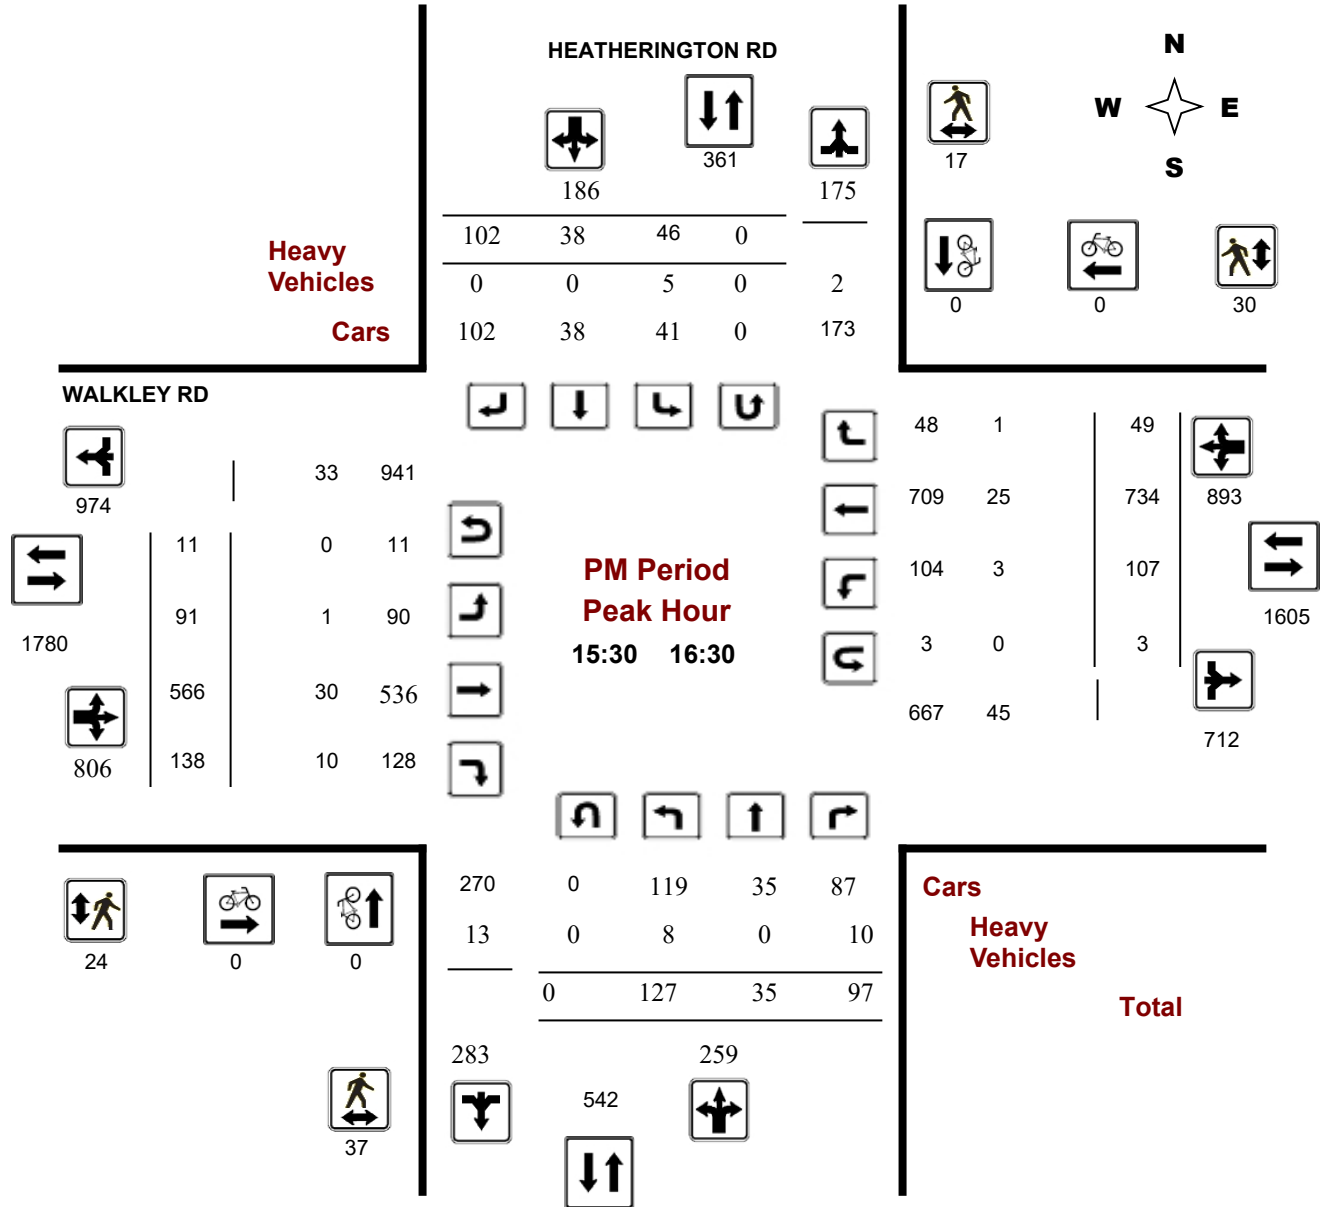 HEATHERINGTON RD
N
W E
S
361
17
186 175
102 38 46 0
Heavy
Vehicles
0 0 5 0 2
0 0 30
Cars
102 38 41 0 173
WALKLEY RD
48 1 49
33 941
974
709 25 734 893
11 0 11
PM Period
Peak Hour
104 3 107
91 1 90
1780
1605
15:30 16:30
3 0 3
566 30 536
667 45
712
806
138 10 128
270 0 119 35 87
Cars
13 0 8 0 10
Heavy
Vehicles
24 0 0
0 127 35 97
Total
283 259
542
37